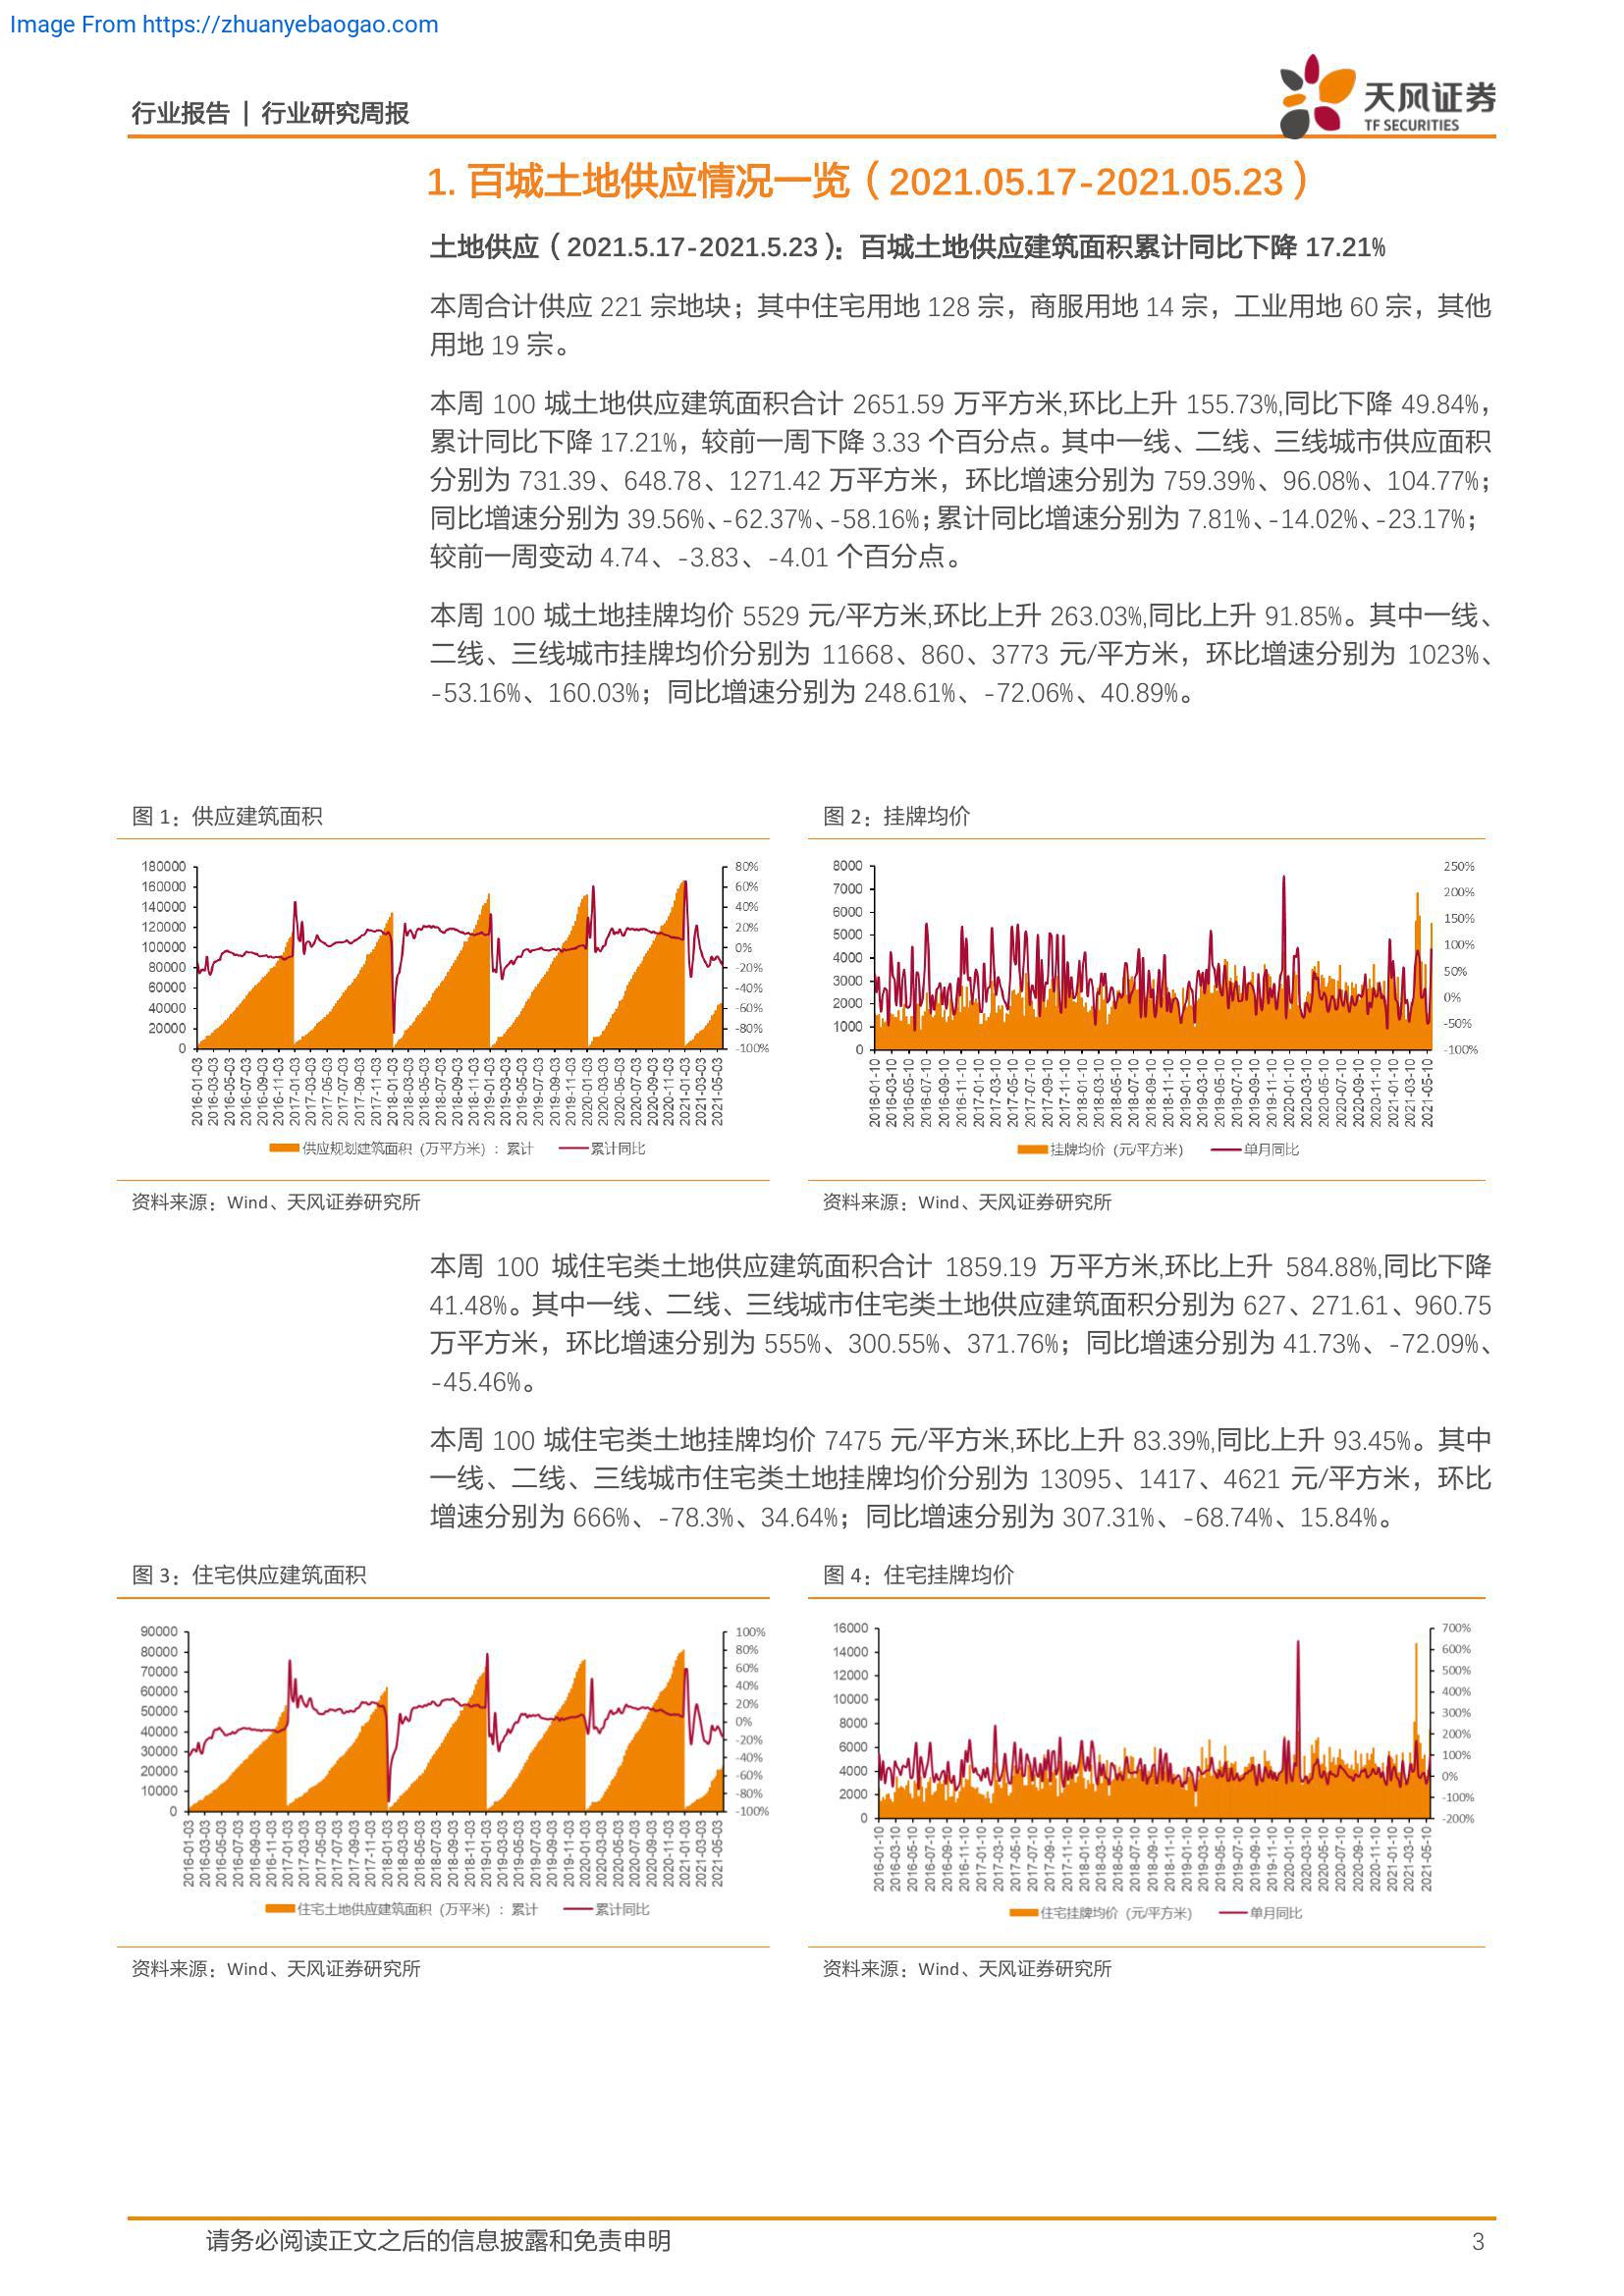 Image From https://zhuanyebaogao.com
行业报告 | 行业研究周报
天风证券
TF SECURITIES
1. 百城土地供应情况一览（2021.05.17-2021.05.23）
土地供应（2021.5.17-2021.5.23）：百城土地供应建筑面积累计同比下降 17.21%
本周合计供应 221 宗地块；其中住宅用地 128 宗，商服用地 14 宗，工业用地 60 宗，其他
用地 19 宗。
本周 100 城土地供应建筑面积合计 2651.59 万平方米,环比上升 155.73%,同比下降 49.84%，
累计同比下降 17.21%，较前一周下降 3.33 个百分点。其中一线、二线、三线城市供应面积
分别为 731.39、648.78、1271.42 万平方米，环比增速分别为 759.39%、96.08%、104.77%；
同比增速分别为 39.56%、-62.37%、-58.16%；累计同比增速分别为 7.81%、-14.02%、-23.17%；
较前一周变动 4.74、-3.83、-4.01 个百分点。
本周 100 城土地挂牌均价 5529 元/平方米,环比上升 263.03%,同比上升 91.85%。其中一线、
二线、三线城市挂牌均价分别为 11668、860、3773 元/平方米，环比增速分别为 1023%、
-53.16%、160.03%；同比增速分别为 248.61%、-72.06%、40.89%。
图 1：供应建筑面积
180000
160000
140000
120000
100000
80000
60000
40000
20000
0
80%
60%
40%
20%
0%
-20%
-40%
-60%
-80%
-100%
2016-01-03 2016-03-03 2016-05-03 2016-07-03 2016-09-03 2016-11-03 2017-01-03 2017-03-03 2017-05-03 2017-07-03 2017-09-03 2017-11-03 2018-01-03 2018-03-03 2018-05-03 2018-07-03 2018-09-03 2018-11-03 2019-01-03 2019-03-03 2019-05-03 2019-07-03 2019-09-03 2019-11-03 2020-01-03 2020-03-03 2020-05-03 2020-07-03 2020-09-03 2020-11-03 2021-01-03 2021-03-03 2021-05-03
供应规划建筑面积（万平方米）：累计 累计同比
资料来源：Wind、天风证券研究所
图 2：挂牌均价
8000
7000
6000
5000
4000
3000
2000
1000
0
250%
200%
150%
100%
50%
0%
-50%
-100%
2016-01-10 2016-03-10 2016-05-10 2016-07-10 2016-09-10 2016-11-10 2017-01-10 2017-03-10 2017-05-10 2017-07-10 2017-09-10 2017-11-10 2018-01-10 2018-03-10 2018-05-10 2018-07-10 2018-09-10 2018-11-10 2019-01-10 2019-03-10 2019-05-10 2019-07-10 2019-09-10 2019-11-10 2020-01-10 2020-03-10 2020-05-10 2020-07-10 2020-09-10 2020-11-10 2021-01-10 2021-03-10 2021-05-10
挂牌均价（元/平方米） 单月同比
资料来源：Wind、天风证券研究所
本周 100 城住宅类土地供应建筑面积合计 1859.19 万平方米,环比上升 584.88%,同比下降
41.48%。其中一线、二线、三线城市住宅类土地供应建筑面积分别为 627、271.61、960.75
万平方米，环比增速分别为 555%、300.55%、371.76%；同比增速分别为 41.73%、-72.09%、
-45.46%。
本周 100 城住宅类土地挂牌均价 7475 元/平方米,环比上升 83.39%,同比上升 93.45%。其中
一线、二线、三线城市住宅类土地挂牌均价分别为 13095、1417、4621 元/平方米，环比
增速分别为 666%、-78.3%、34.64%；同比增速分别为 307.31%、-68.74%、15.84%。
图 3：住宅供应建筑面积
90000
80000
70000
60000
50000
40000
30000
20000
10000
0
100%
80%
60%
40%
20%
0%
-20%
-40%
-60%
-80%
-100%
2016-01-03 2016-03-03 2016-05-03 2016-07-03 2016-09-03 2016-11-03 2017-01-03 2017-03-03 2017-05-03 2017-07-03 2017-09-03 2017-11-03 2018-01-03 2018-03-03 2018-05-03 2018-07-03 2018-09-03 2018-11-03 2019-01-03 2019-03-03 2019-05-03 2019-07-03 2019-09-03 2019-11-03 2020-01-03 2020-03-03 2020-05-03 2020-07-03 2020-09-03 2020-11-03 2021-01-03 2021-03-03 2021-05-03
住宅土地供应建筑面积（万平米）：累计 累计同比
资料来源：Wind、天风证券研究所
图 4：住宅挂牌均价
16000
14000
12000
10000
8000
6000
4000
2000
0
700%
600%
500%
400%
300%
200%
100%
0%
-100%
-200%
2016-01-10 2016-03-10 2016-05-10 2016-07-10 2016-09-10 2016-11-10 2017-01-10 2017-03-10 2017-05-10 2017-07-10 2017-09-10 2017-11-10 2018-01-10 2018-03-10 2018-05-10 2018-07-10 2018-09-10 2018-11-10 2019-01-10 2019-03-10 2019-05-10 2019-07-10 2019-09-10 2019-11-10 2020-01-10 2020-03-10 2020-05-10 2020-07-10 2020-09-10 2020-11-10 2021-01-10 2021-03-10 2021-05-10
住宅挂牌均价（元/平方米） 单月同比
资料来源：Wind、天风证券研究所
请务必阅读正文之后的信息披露和免责申明
3